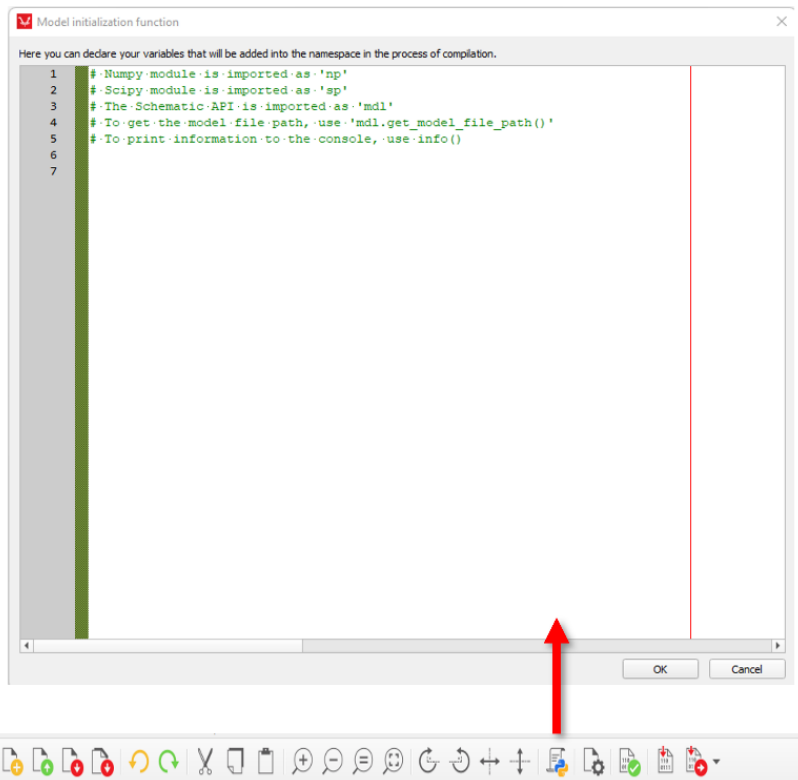 Model initialization function
Here you can declare your variables that will be added into the namespace in the process of compilation.
1 # Numpy module is imported as 'np'
2 # Scipy module is imported as 'sp'
3 # The Schematic API is imported as 'mdl'
4 # To get the model file path, use 'mdl.get_model_file_path()'
5 # To print information to the console, use info()
6
7
OK Cancel